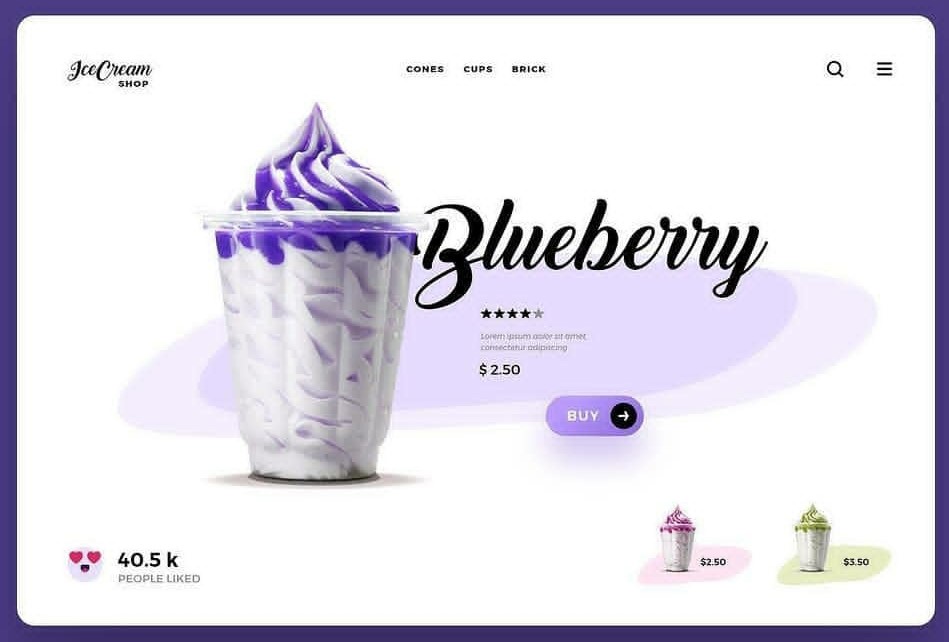 IceCream
SHOP
CONES CUPS BRICK
Blueberry
Lorem ipsum dolor sit amet,
consectetur adipiscing
$ 2.50
BUY
40.5 k
PEOPLE LIKED
$2.50
$3.50